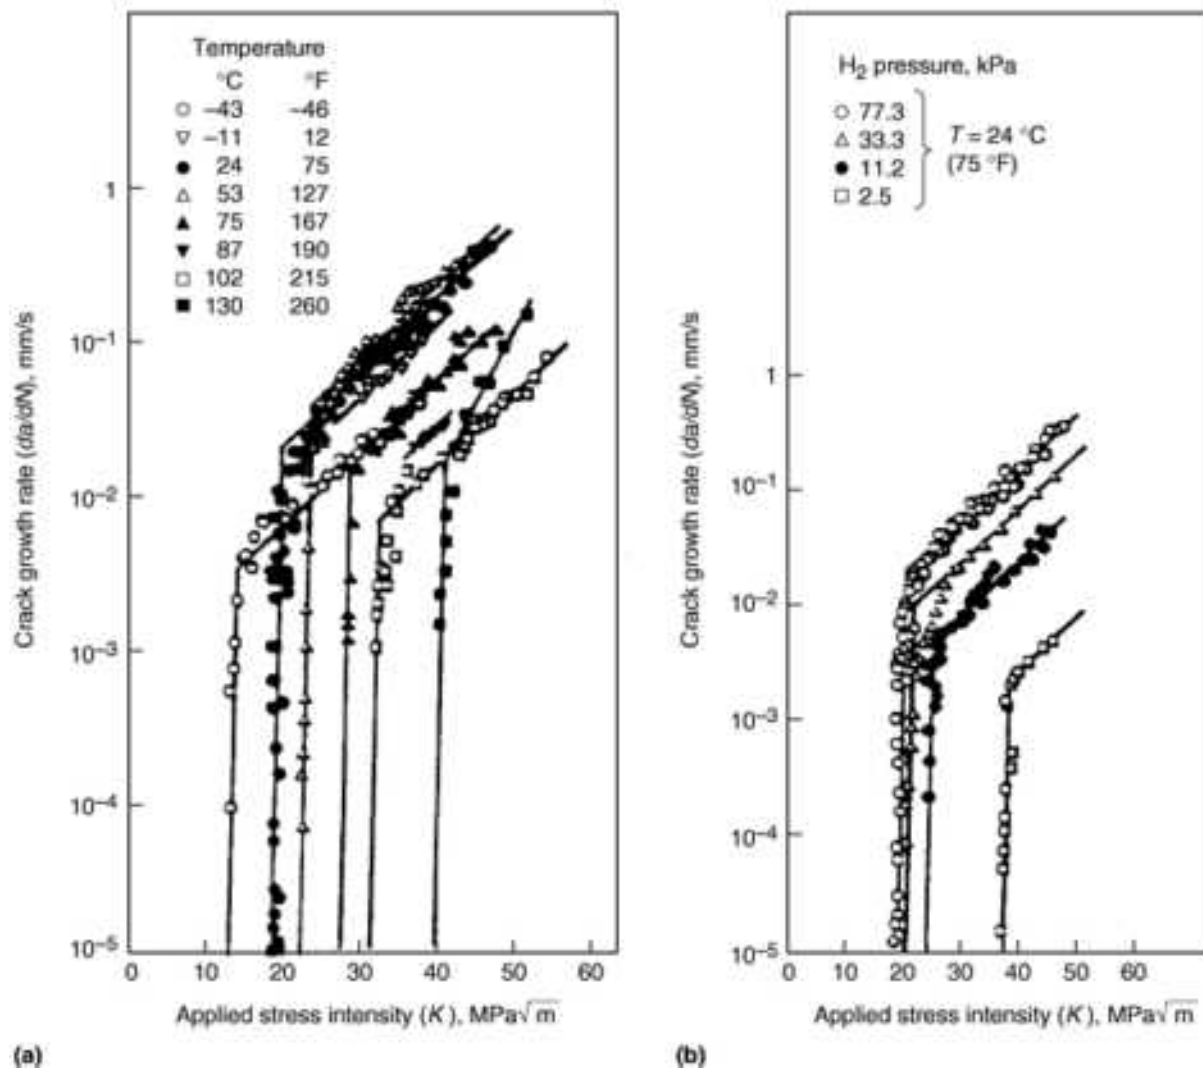 Temperature
°C °F
−43 −46
−11 12
24 75
53 127
75 167
87 190
102 215
130 260
1
10−1
10−2
10−3
10−4
10−5
0 10 20 30 40 50 60
Crack growth rate (da/dN), mm/s
Applied stress intensity (K), MPa√m
(a)
H2 pressure, kPa
77.3
33.3
11.2
2.5
T = 24 °C
(75 °F)
1
10−1
10−2
10−3
10−4
10−5
0 10 20 30 40 50 60
Crack growth rate (da/dN), mm/s
Applied stress intensity (K), MPa√m
(b)